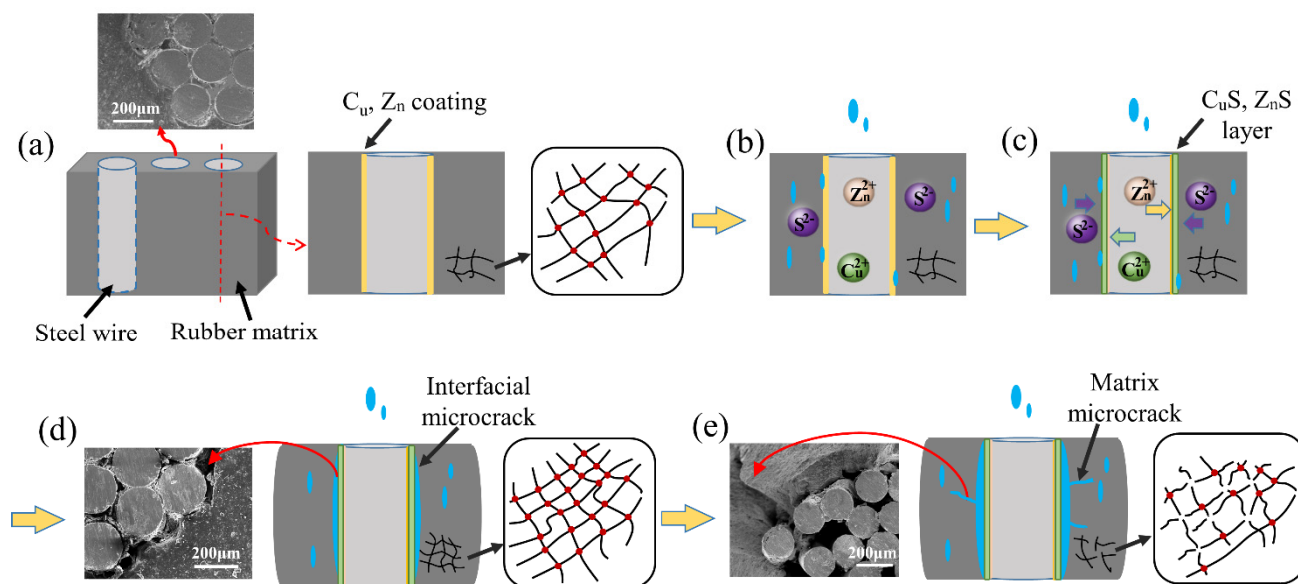 200μm
(a)
Cu, Zn coating
Steel wire
Rubber matrix
(b)
Zn2+
S2-
S2-
Cu2+
(c)
CuS, ZnS
layer
Zn2+
S2-
S2-
Cu2+
(d)
200μm
Interfacial
microcrack
(e)
200μm
Matrix
microcrack